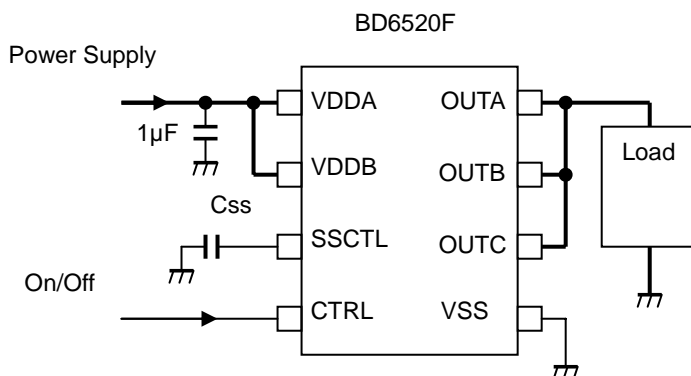 BD6520F
Power Supply
VDDA OUTA
1µF
Load
VDDB OUTB
Css
SSCTL OUTC
On/Off
CTRL VSS